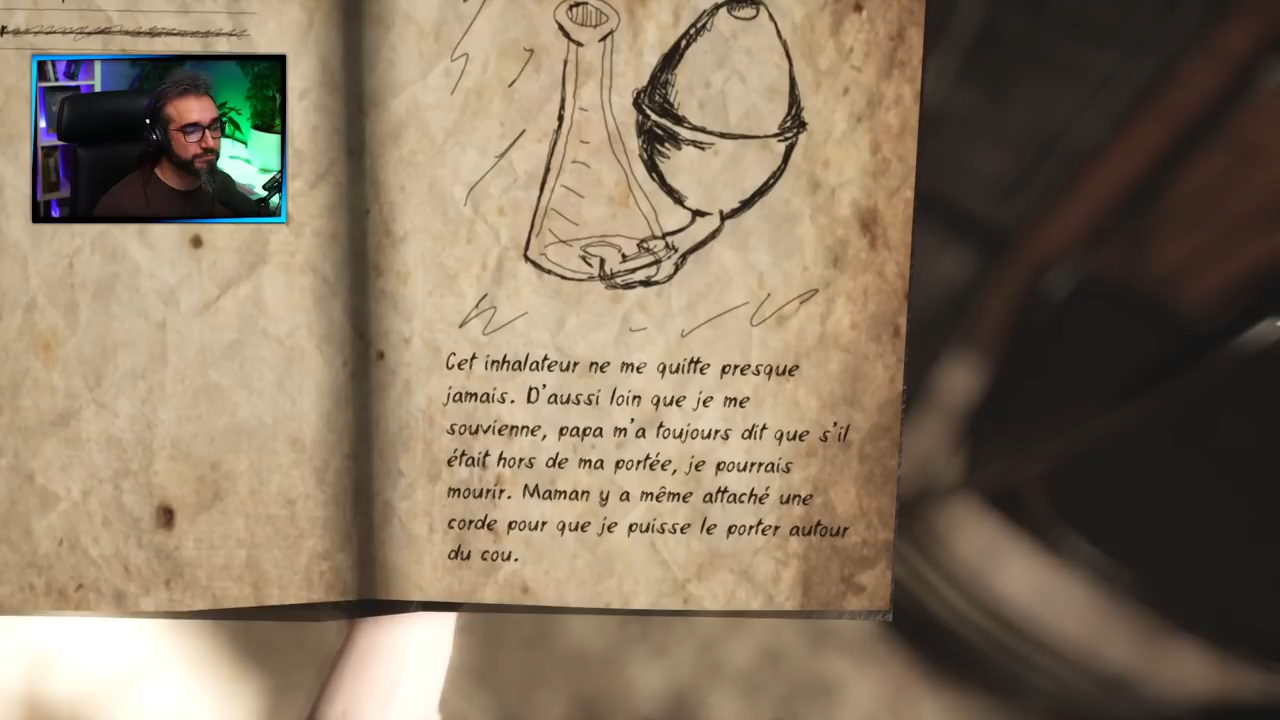 Cet inhalateur ne me quitte presque
jamais. D'aussi loin que je me
souvienne, papa m'a toujours dit que s'il
était hors de ma portée, je pourrais
mourir. Maman y a même attaché une
corde pour que je puisse le porter autour
du cou.